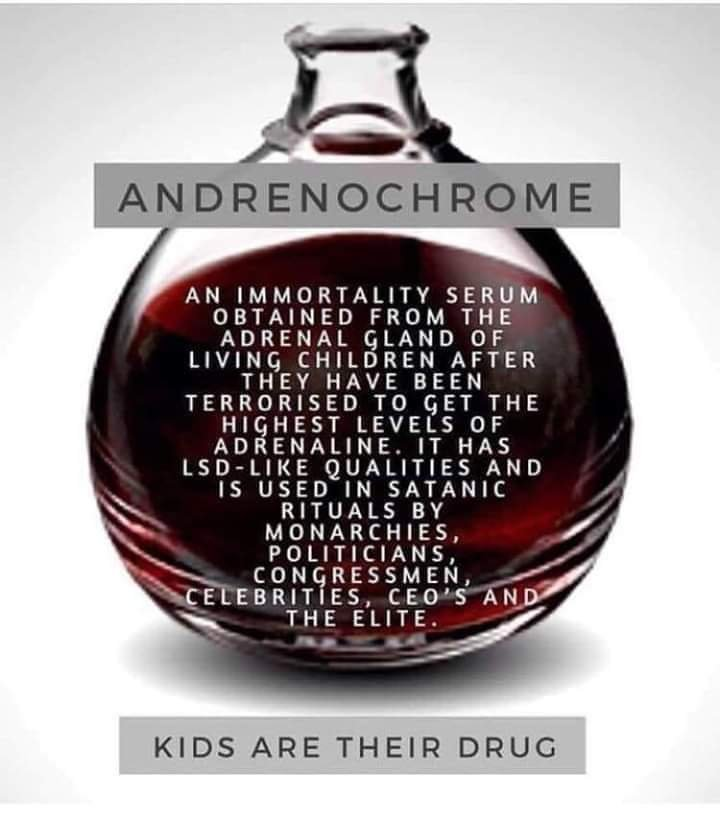 ANDRENOCHROME
AN IMMORTALITY SERUM
OBTAINED FROM THE
ADRENAL GLAND OF
LIVING CHILDREN AFTER
THEY HAVE BEEN
TERRORISED TO GET THE
HIGHEST LEVELS OF
ADRENALINE. IT HAS
LSD-LIKE QUALITIES AND
IS USED IN SATANIC
RITUALS BY
MONARCHIES,
POLITICIANS,
CONGRESSMEN,
CELEBRITIES, CEO'S AND
THE ELITE.
KIDS ARE THEIR DRUG